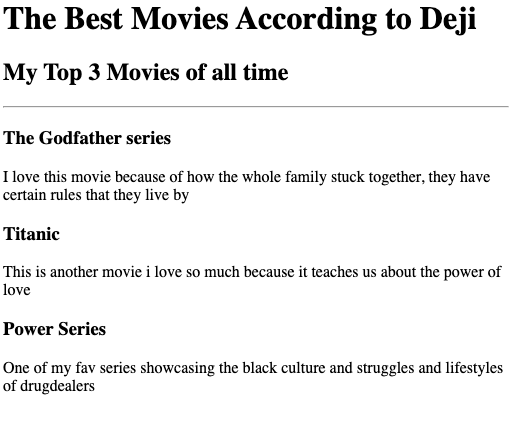 The Best Movies According to Deji
My Top 3 Movies of all time
The Godfather series
I love this movie because of how the whole family stuck together, they have
certain rules that they live by
Titanic
This is another movie i love so much because it teaches us about the power of
love
Power Series
One of my fav series showcasing the black culture and struggles and lifestyles
of drugdealers